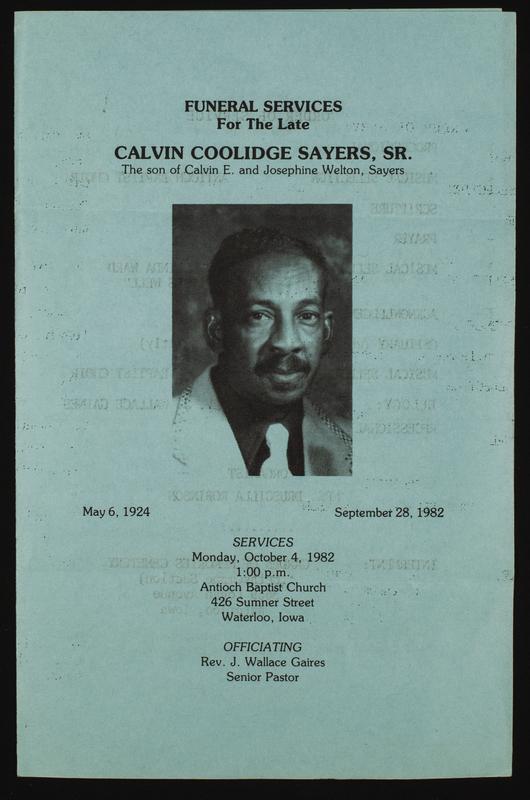 FUNERAL SERVICES
For The Late
CALVIN COOLIDGE SAYERS, SR.
The son of Calvin E. and Josephine Welton, Sayers
May 6, 1924 September 28, 1982
SERVICES
Monday, October 4, 1982
1:00 p.m.
Antioch Baptist Church
426 Sumner Street
Waterloo, Iowa
OFFICIATING
Rev. J. Wallace Gaires
Senior Pastor